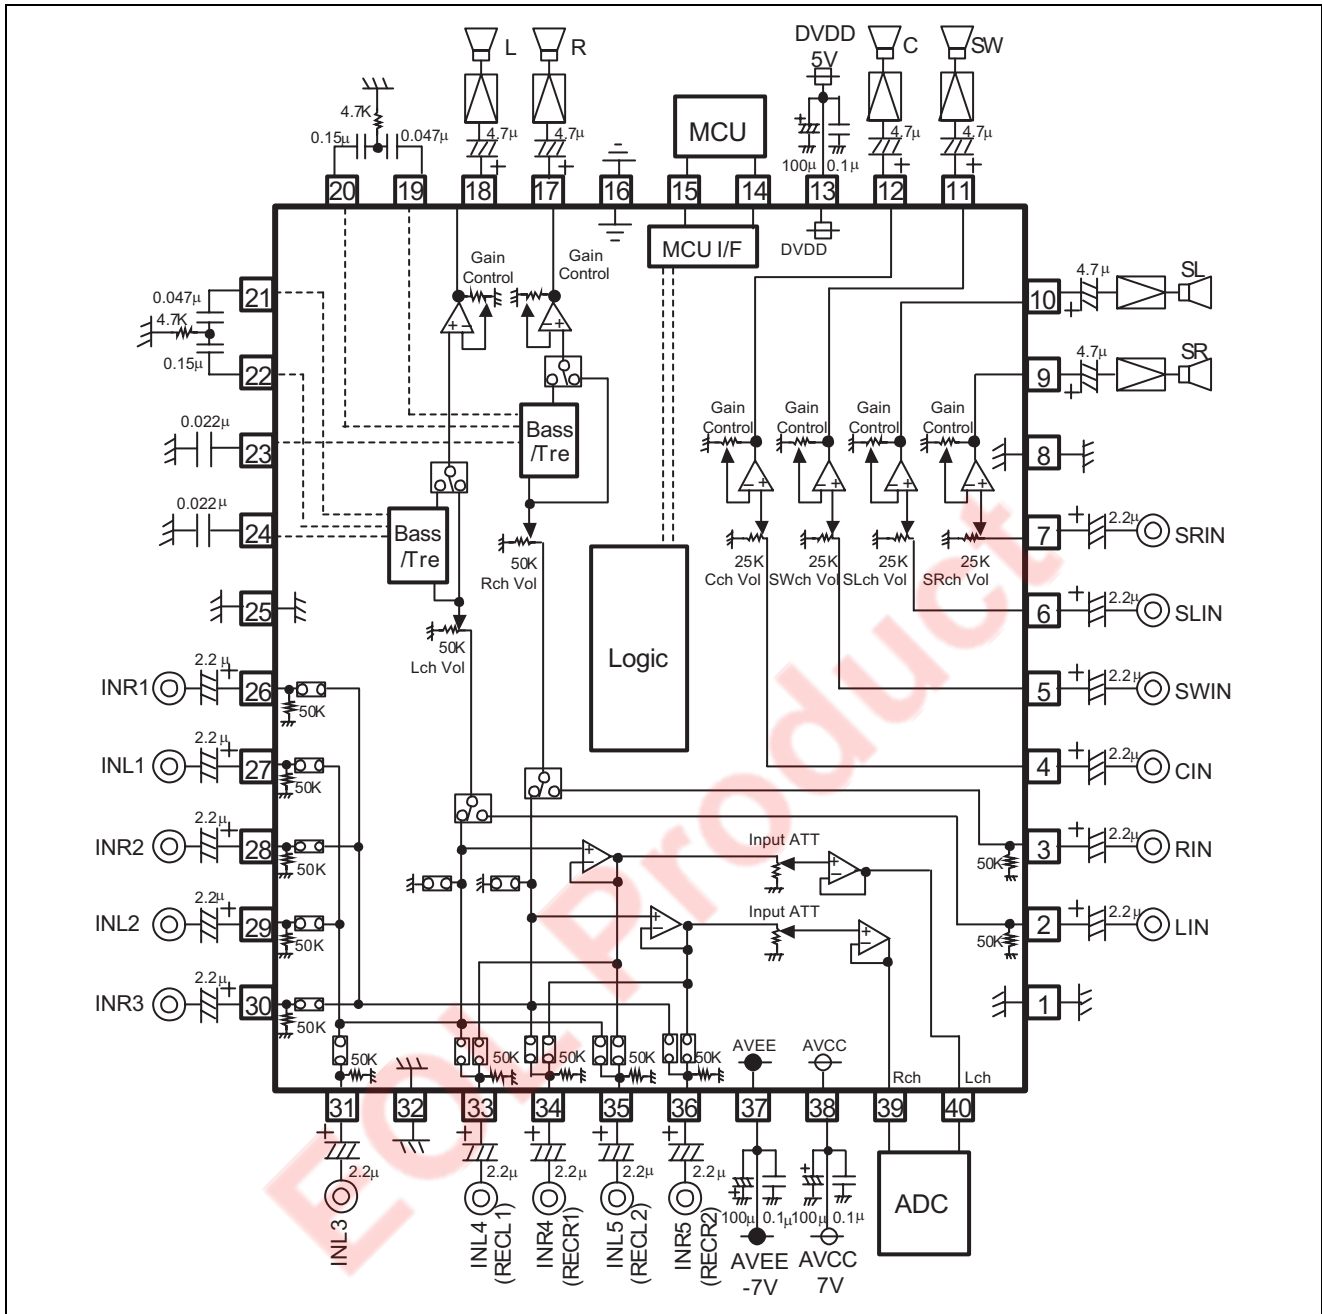 L
R
DVDD
5V
C
SW
4.7K
0.15μ
0.047μ
4.7μ
+
4.7μ
+
MCU
+
100μ
0.1μ
4.7μ
+
4.7μ
+
20
19
18
17
16
15
14
13
12
11
MCU I/F
DVDD
Gain
Control
Gain
Control
21
0.047μ
4.7K
0.15μ
22
10
4.7μ
+
SL
9
4.7μ
+
SR
+ -
- +
Bass
/Tre
Gain
Control
Gain
Control
Gain
Control
Gain
Control
0.022μ
23
8
- +
- +
- +
- +
0.022μ
24
Bass
/Tre
50K
Rch Vol
25K
Cch Vol
25K
SWch Vol
25K
SLch Vol
25K
SRch Vol
7
+
2.2μ
SRIN
25
50K
Lch Vol
Logic
6
+
2.2μ
SLIN
INR1
2.2μ
+
26
50K
5
+
2.2μ
SWIN
INL1
2.2μ
+
27
50K
4
+
2.2μ
CIN
INR2
2.2μ
+
28
50K
+
-
Input ATT
+
-
50K
3
+
2.2μ
RIN
INL2
2.2μ
+
29
50K
+
-
Input ATT
+
-
50K
2
+
2.2μ
LIN
INR3
2.2μ
+
30
50K
1
50K
50K
50K
50K
50K
AVEE
AVCC
Rch
Lch
31
32
33
34
35
36
37
38
39
40
+
2.2μ
INL3
+
2.2μ
INL4
(RECL1)
+
2.2μ
INR4
(RECR1)
+
2.2μ
INL5
(RECL2)
+
2.2μ
INR5
(RECR2)
+
100μ
0.1μ
AVEE
-7V
+
100μ
0.1μ
AVCC
7V
ADC
EOL Product